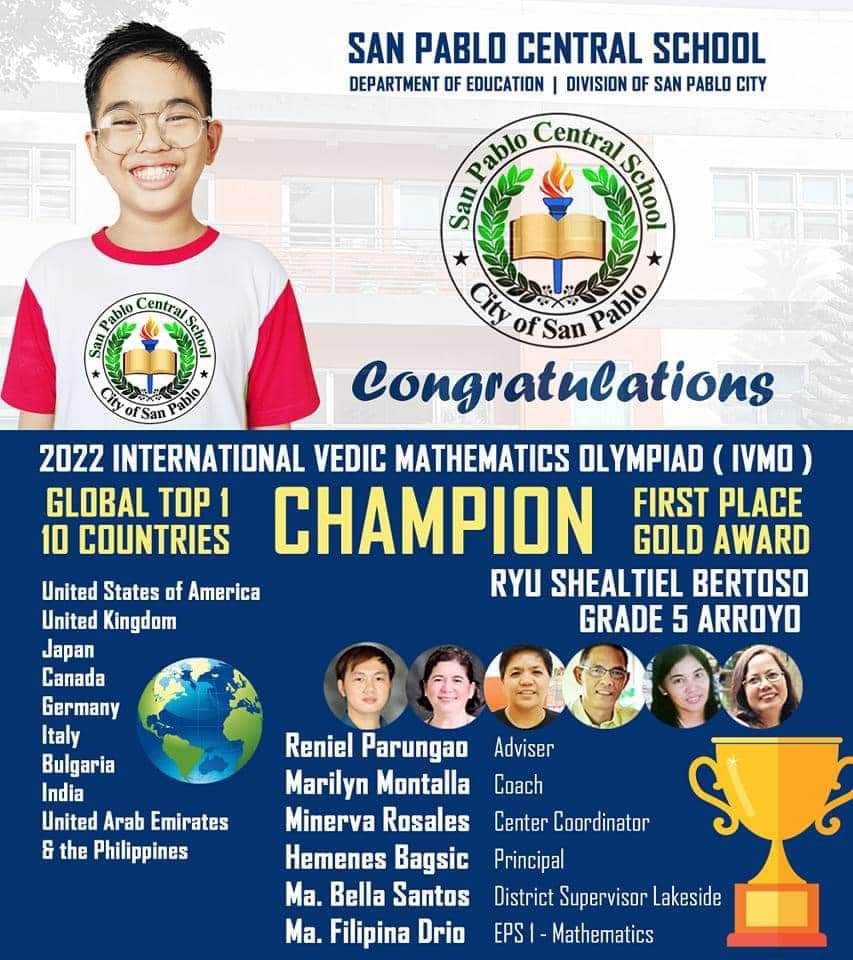 SAN PABLO CENTRAL SCHOOL
DEPARTMENT OF EDUCATION | DIVISION OF SAN PABLO CITY
San Pablo Central School
City of San Pablo
San Pablo Central School
City of San Pablo
Congratulations
2022 INTERNATIONAL VEDIC MATHEMATICS OLYMPIAD ( IVMO )
GLOBAL TOP 1
10 COUNTRIES
CHAMPION
FIRST PLACE
GOLD AWARD
RYU SHEALTIEL BERTOSO
GRADE 5 ARROYO
United States of America
United Kingdom
Japan
Canada
Germany
Italy
Bulgaria
India
United Arab Emirates
& the Philippines
Reniel Parungao Adviser
Marilyn Montalla Coach
Minerva Rosales Center Coordinator
Hemenes Bagsic Principal
Ma. Bella Santos District Supervisor Lakeside
Ma. Filipina Drio EPS I - Mathematics